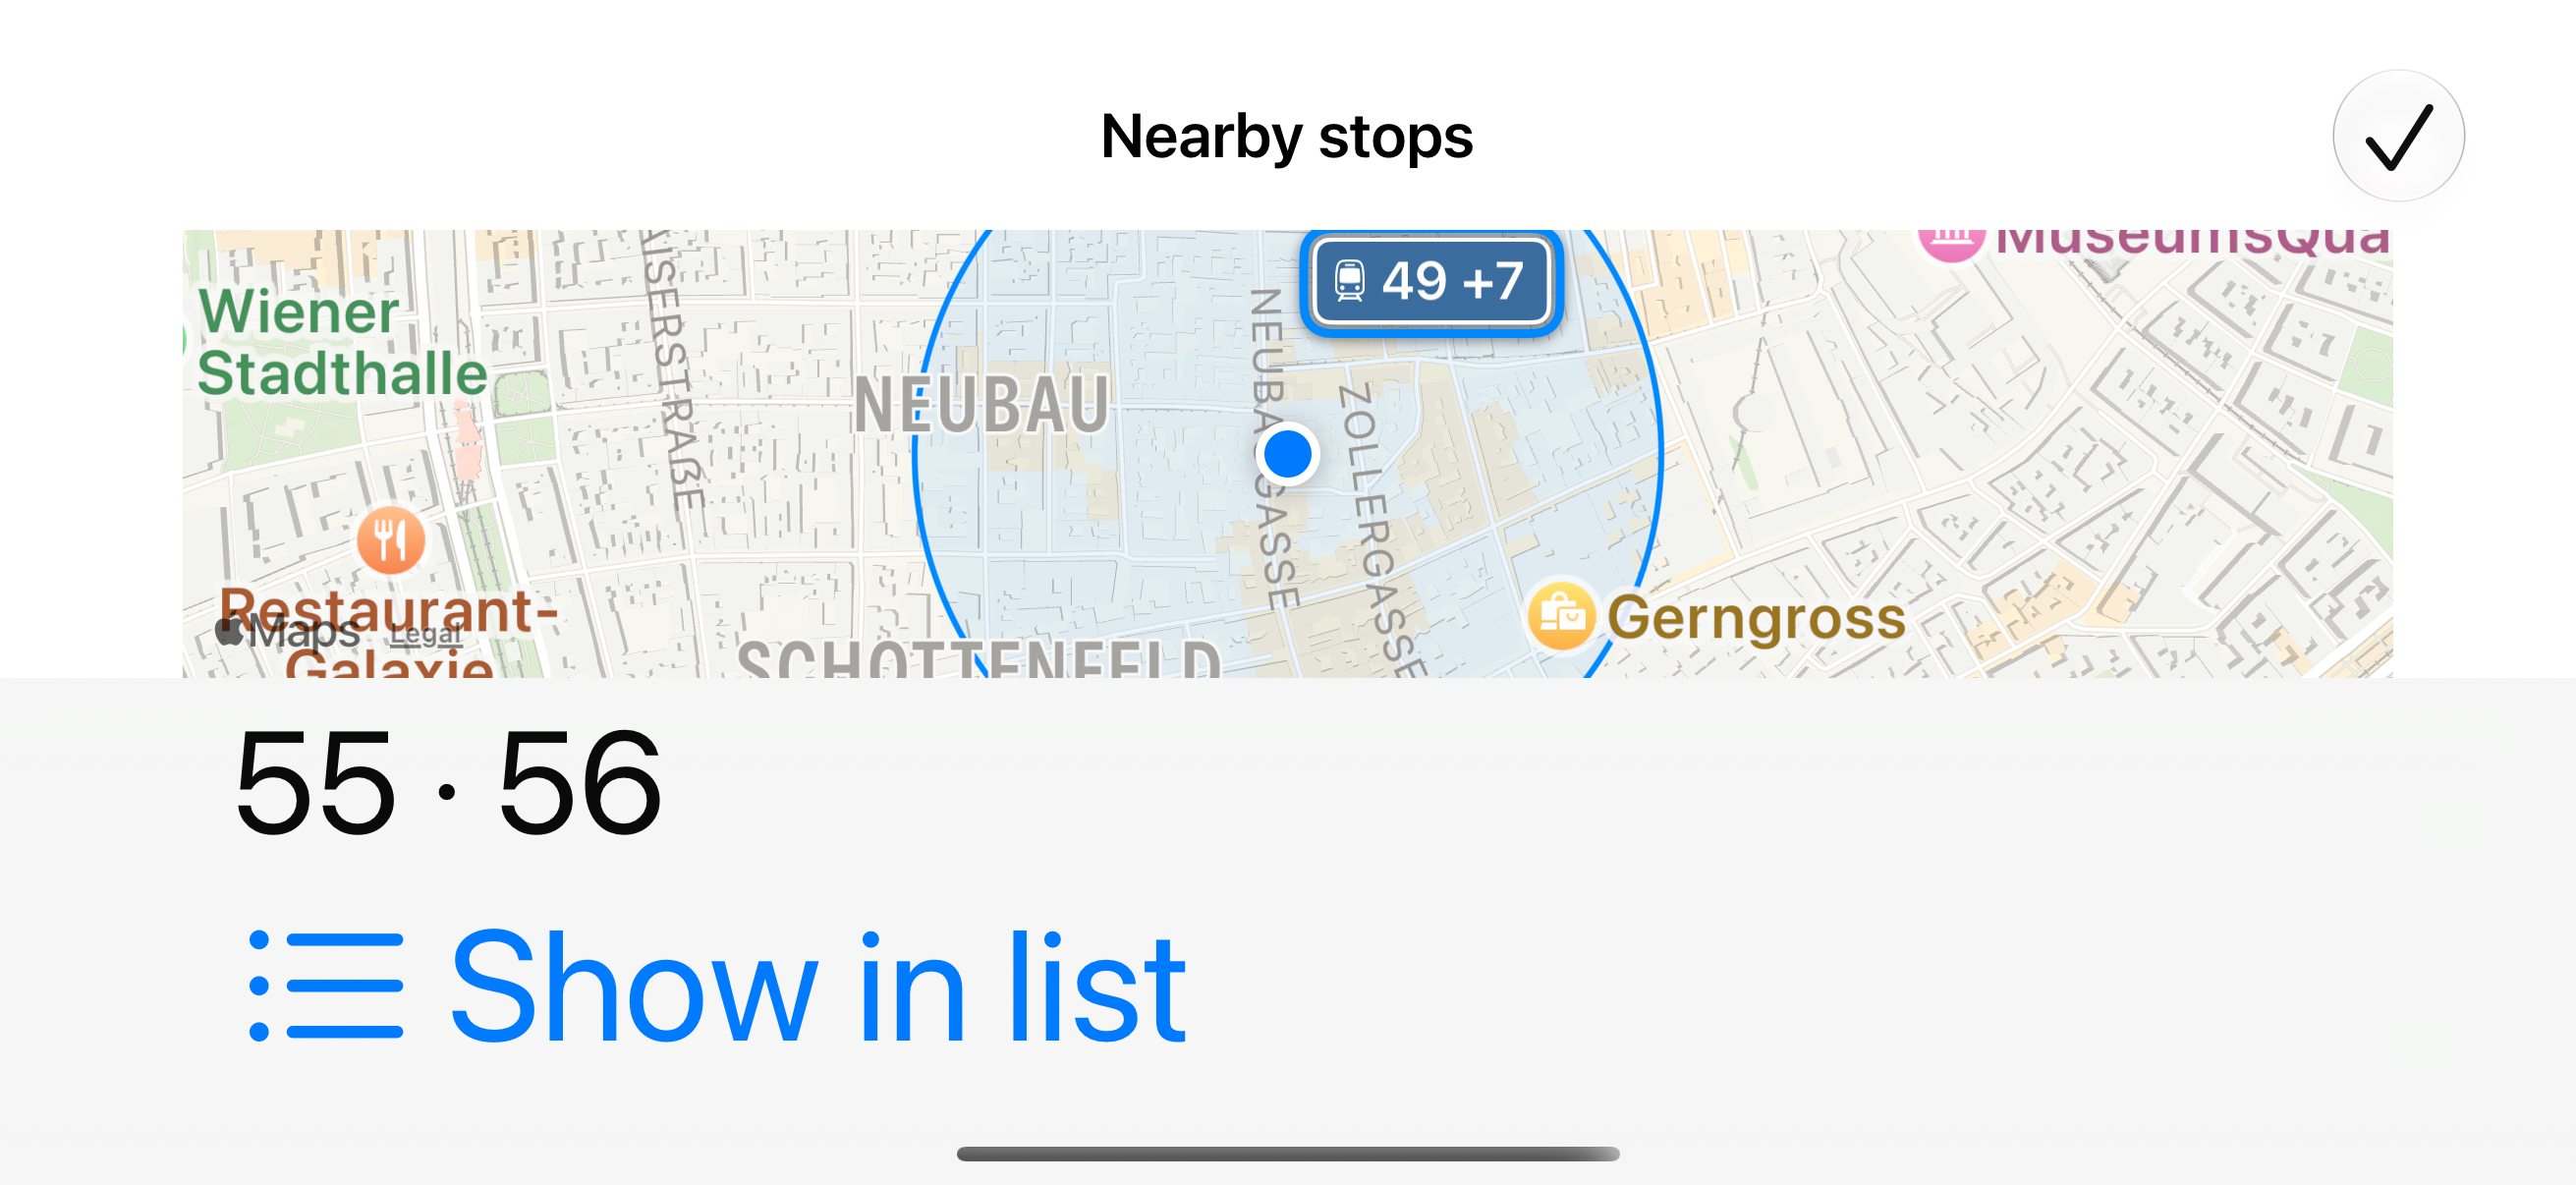 Nearby stops
MuseumsQua
49 +7
Wiener
Stadthalle
KAISERSTRAẞE
NEUBAU
NEUBAUGASSE
ZOLLERGASSE
Restaurant-
Galaxie
Maps Legal
Gerngross
SCHOTTENFELD
55 · 56
Show in list